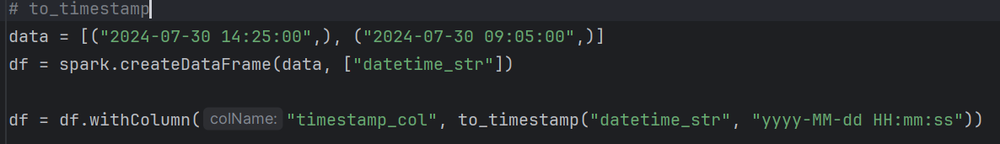 # to_timestamp
data = [("2024-07-30 14:25:00",), ("2024-07-30 09:05:00",)]
df = spark.createDataFrame(data, ["datetime_str"])
df = df.withColumn( colName: "timestamp_col", to_timestamp("datetime_str", "yyyy-MM-dd HH:mm:ss"))